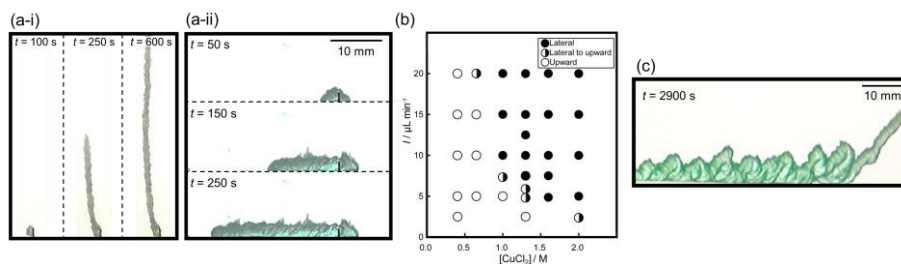 (a-i)
t = 100 s
t = 250 s
t = 600 s
(a-ii)
t = 50 s
10 mm
t = 150 s
t = 250 s
(b)
Lateral
Lateral to upward
Upward
20
15
10
5
0
I / μL min⁻¹
0.0
0.5
1.0
1.5
2.0
[CuCl₂] / M
(c)
t = 2900 s
10 mm